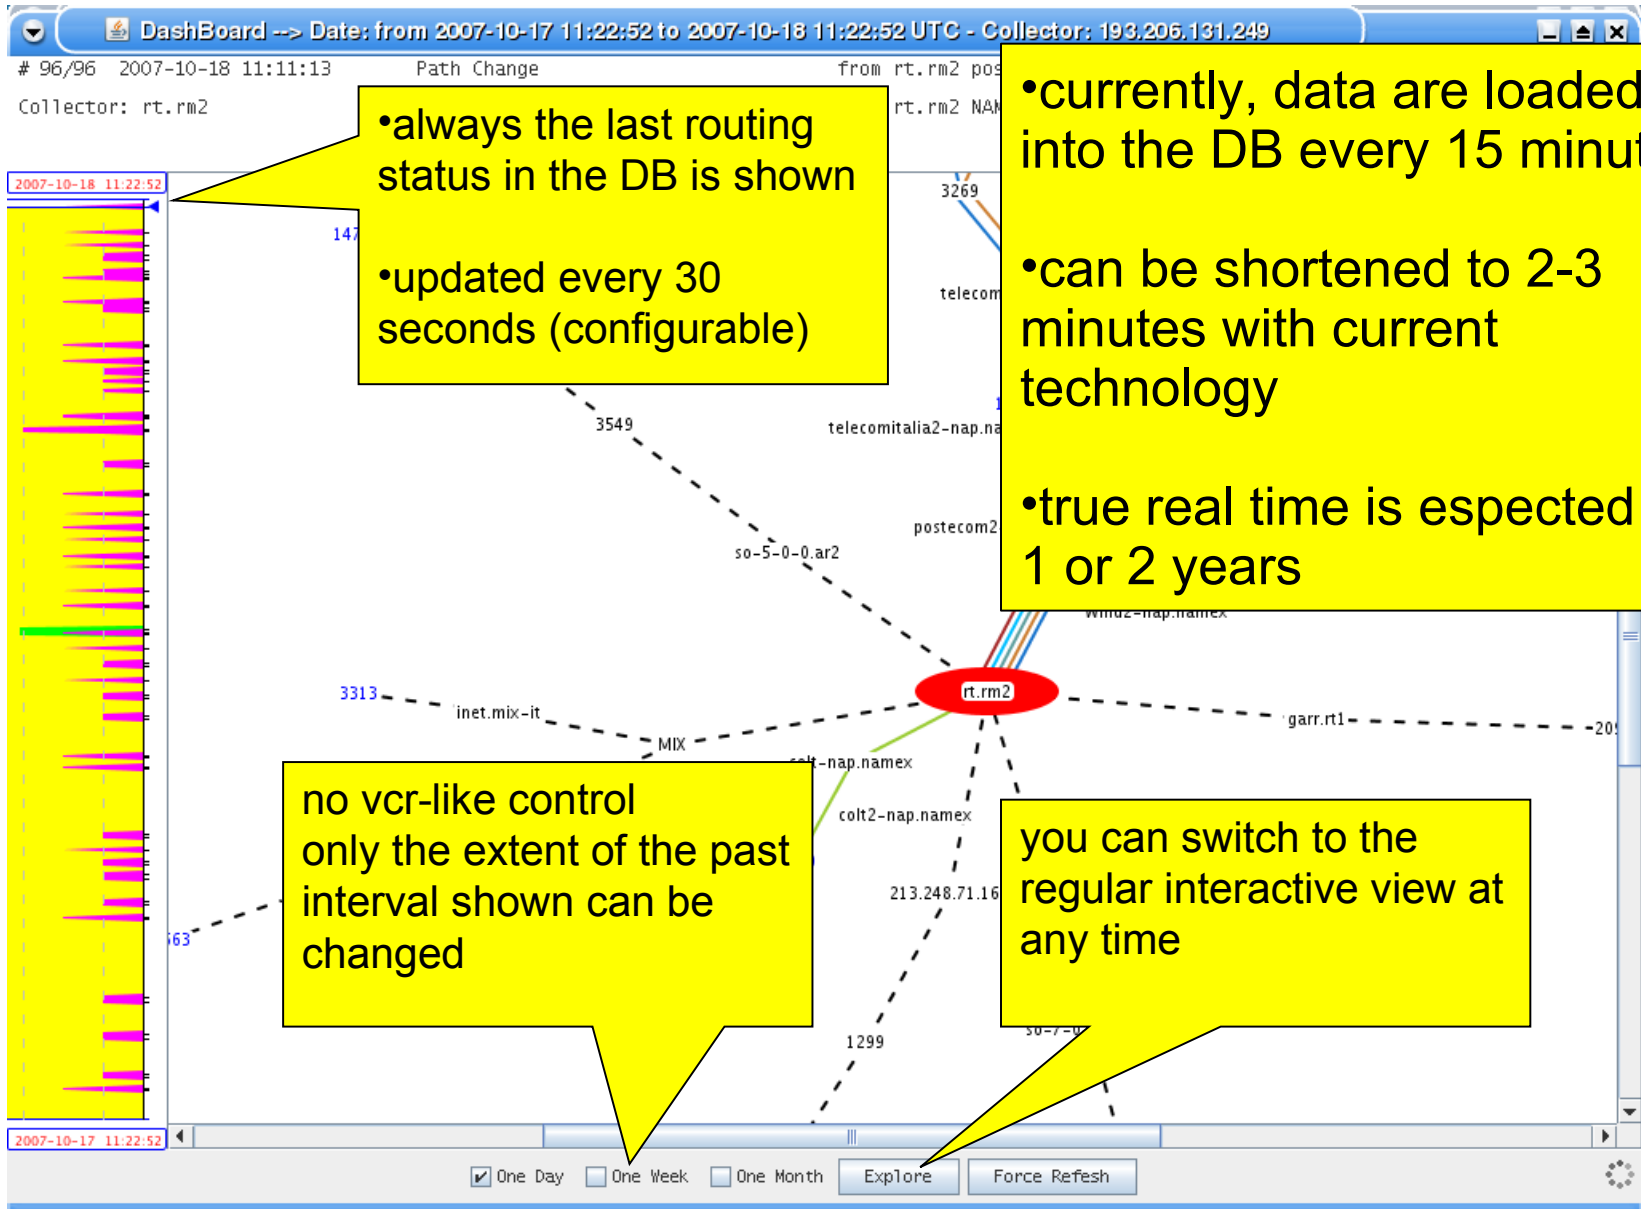 DashBoard --> Date: from 2007-10-17 11:22:52 to 2007-10-18 11:22:52 UTC - Collector: 193.206.131.249
# 96/96 2007-10-18 11:11:13 Path Change from rt.rm2
Collector: rt.rm2 rt.rm2
•always the last routing
status in the DB is shown
•updated every 30
seconds (configurable)
•currently, data are loaded
into the DB every 15
•can be shortened to 2-3
minutes with current
technology
•true real time is espected
1 or 2 years
2007-10-18 11:22:52
3269
3549
so-5-0-0.ar2
postecom2
rt.rm2
3313
inet.mix-it
MIX
garr.rt1
colt2-nap.namex
213.248.71.16
1299
no vcr-like control
only the extent of the past
interval shown can be
changed
you can switch to the
regular interactive view at
any time
2007-10-17 11:22:52
One Day One Week One Month Explore Force Refesh